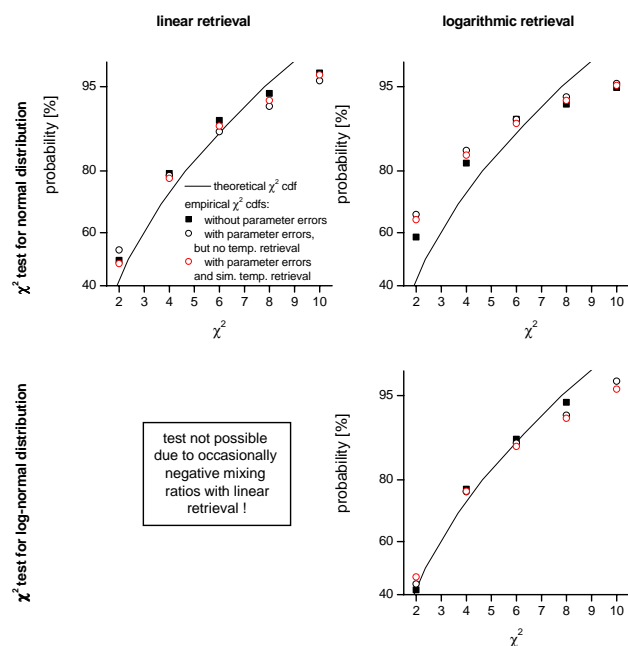 linear retrieval
logarithmic retrieval
χ² test for normal distribution
probability [%]
95
80
60
40
2 3 4 5 6 7 8 9 10
χ²
theoretical χ² cdf
empirical χ² cdfs:
without parameter errors
with parameter errors,
but no temp. retrieval
with parameter errors
and sim. temp. retrieval
probability [%]
95
80
60
40
2 3 4 5 6 7 8 9 10
χ²
χ² test for log-normal distribution
test not possible
due to occasionally
negative mixing
ratios with linear
retrieval !
probability [%]
95
80
60
40
2 3 4 5 6 7 8 9 10
χ²